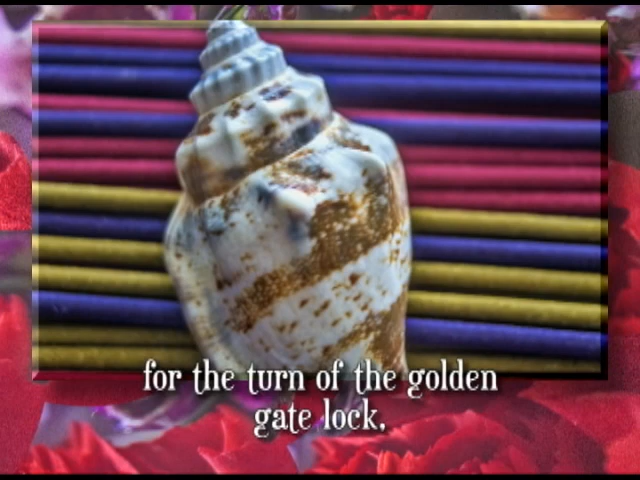 for the turn of the golden
gate lock,